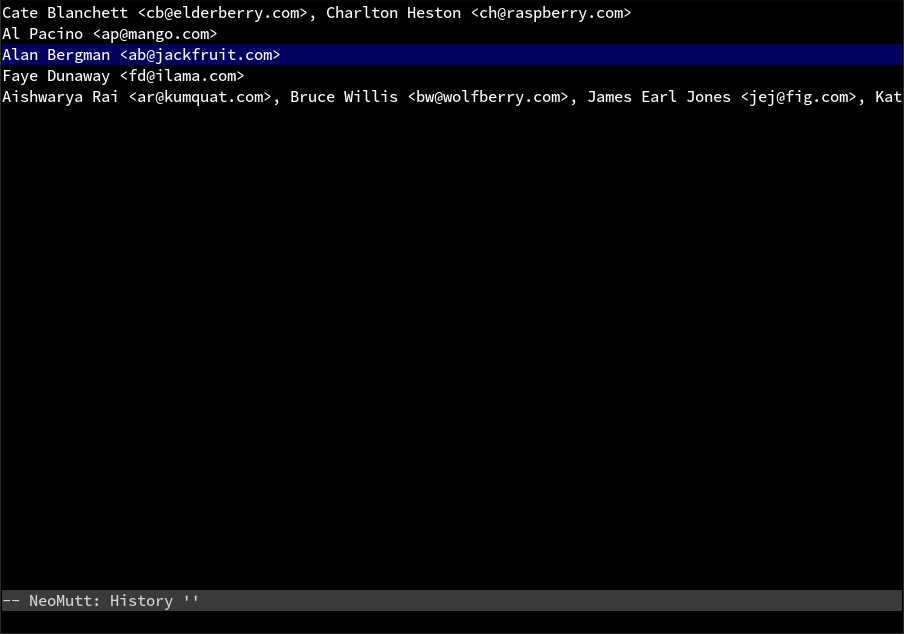 Cate Blanchett <cb@elderberry.com>, Charlton Heston <ch@raspberry.com>
Al Pacino <ap@mango.com>
Alan Bergman <ab@jackfruit.com>
Faye Dunaway <fd@ilama.com>
Aishwarya Rai <ar@kumquat.com>, Bruce Willis <bw@wolfberry.com>, James Earl Jones <jej@fig.com>, Kat
-- NeoMutt: History ''